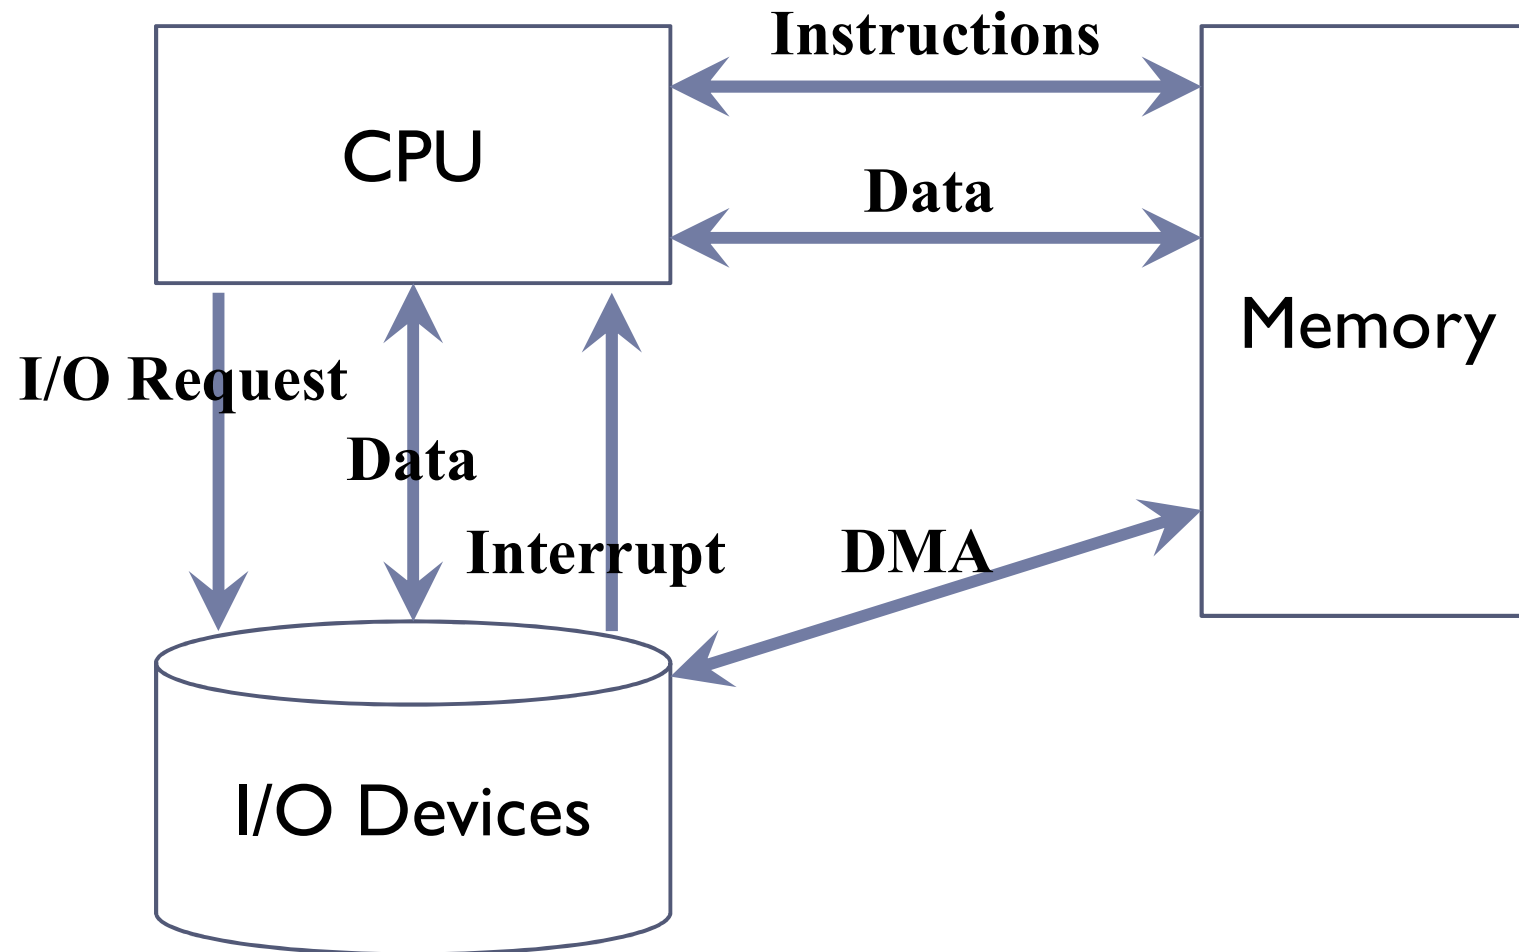 Instructions
CPU
Data
Memory
I/O Request
Data
Interrupt
DMA
I/O Devices